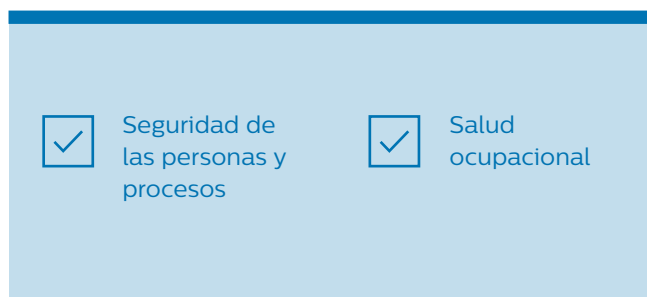 Seguridad de
las personas y
procesos
Salud
ocupacional